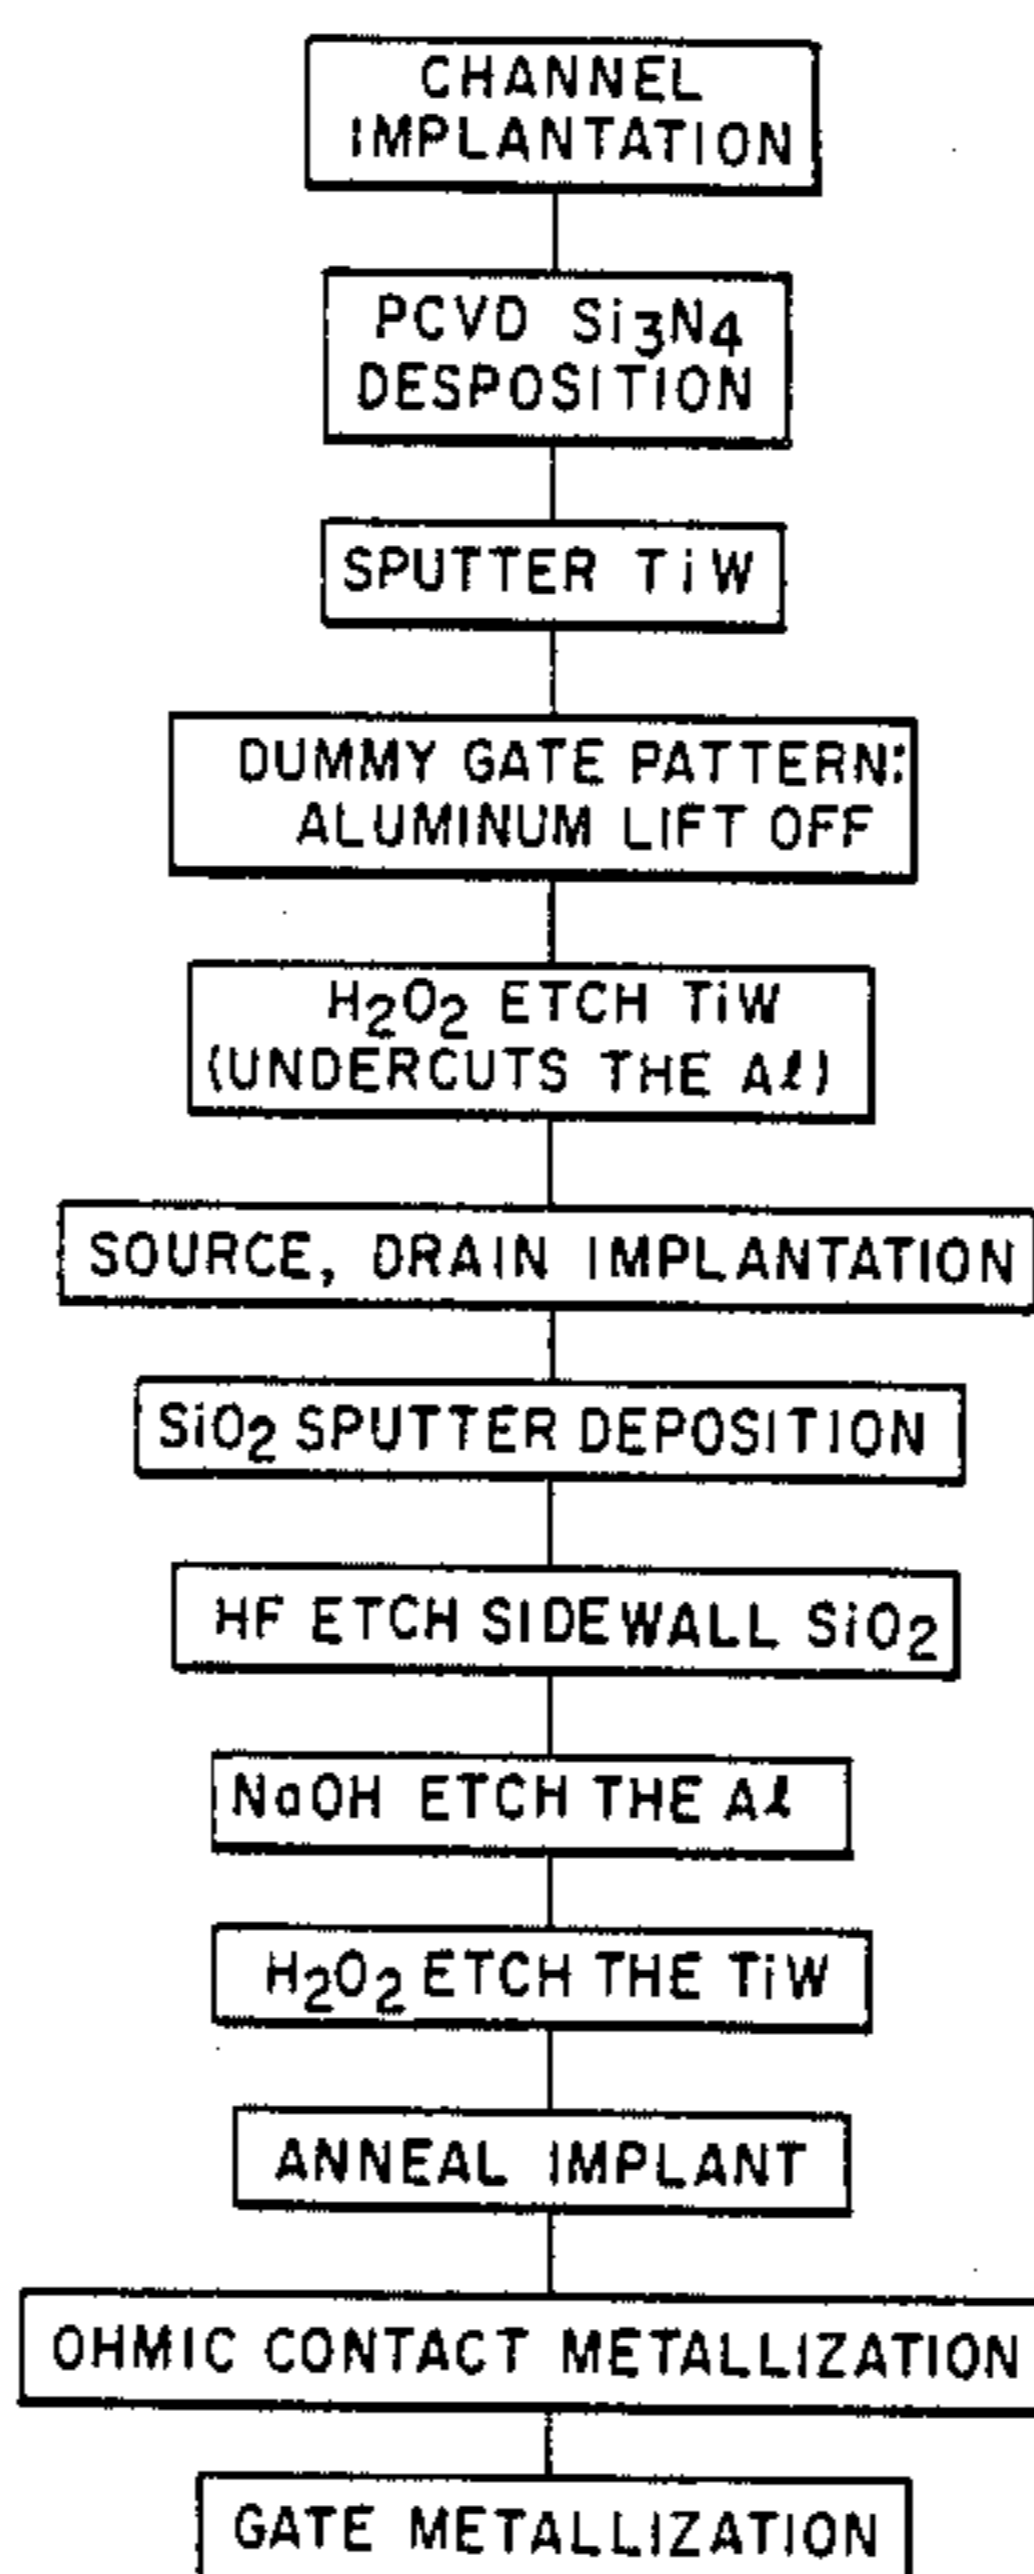 CHANNEL
IMPLANTATION
PCVD Si3N4
DESPOSITION
SPUTTER TiW
DUMMY GATE PATTERN:
ALUMINUM LIFT OFF
H2O2 ETCH TiW
(UNDERCUTS THE Aℓ)
SOURCE, DRAIN IMPLANTATION
SiO2 SPUTTER DEPOSITION
HF ETCH SIDEWALL SiO2
NaOH ETCH THE Aℓ
H2O2 ETCH THE TiW
ANNEAL IMPLANT
OHMIC CONTACT METALLIZATION
GATE METALLIZATION